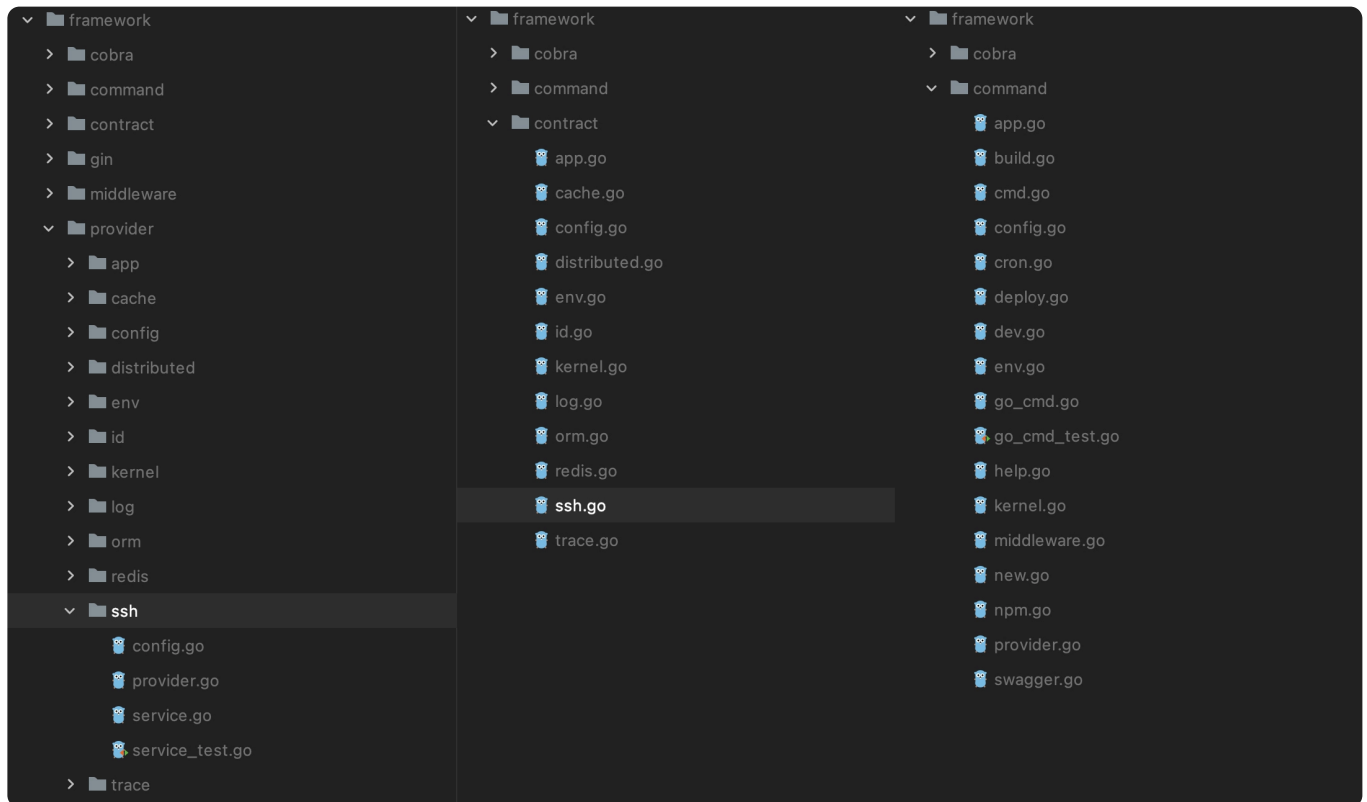 framework
cobra
command
contract
gin
middleware
provider
app
cache
config
distributed
env
id
kernel
log
orm
redis
ssh
config.go
provider.go
service.go
service_test.go
trace
framework
cobra
command
contract
app.go
cache.go
config.go
distributed.go
env.go
id.go
kernel.go
log.go
orm.go
redis.go
ssh.go
trace.go
framework
cobra
command
app.go
build.go
cmd.go
config.go
cron.go
deploy.go
dev.go
env.go
go_cmd.go
go_cmd_test.go
help.go
kernel.go
middleware.go
new.go
npm.go
provider.go
swagger.go